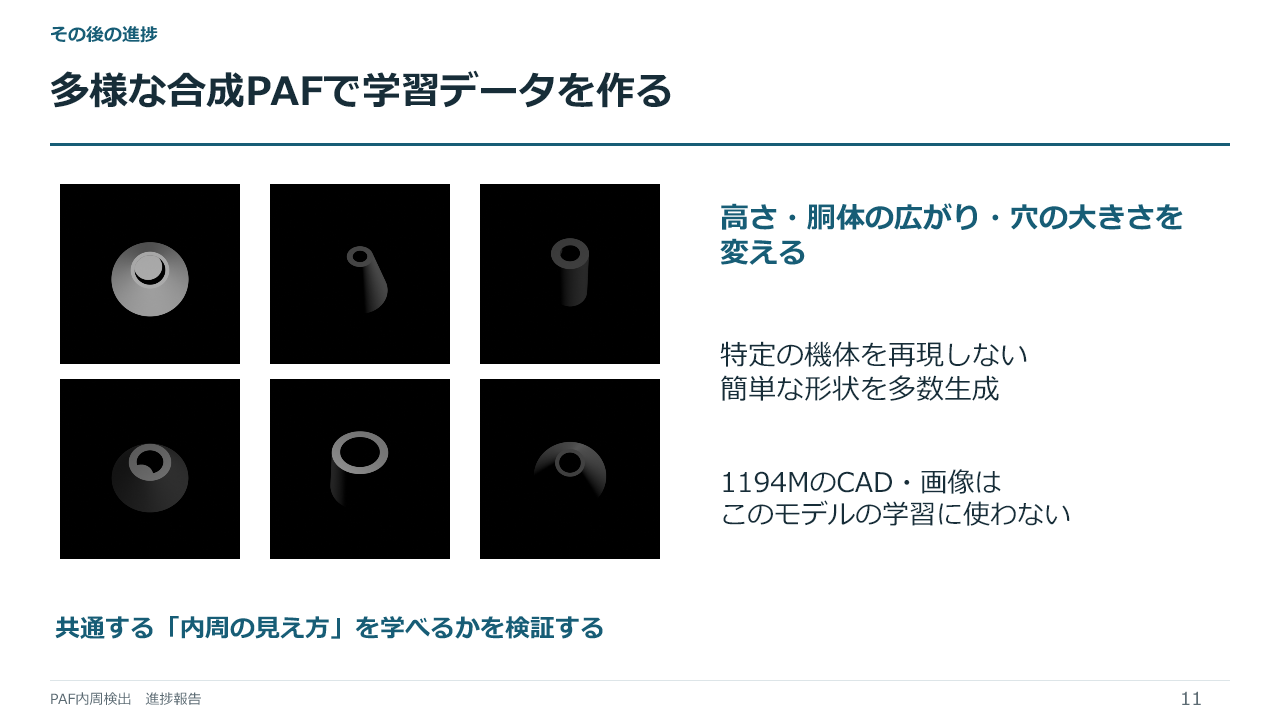 その後の進捗
多様な合成PAFで学習データを作る
高さ・胴体の広がり・穴の大きさを
変える
特定の機体を再現しない
簡単な形状を多数生成
1194MのCAD・画像は
このモデルの学習に使わない
共通する「内周の見え方」を学べるかを検証する
PAF内周検出　進捗報告
11